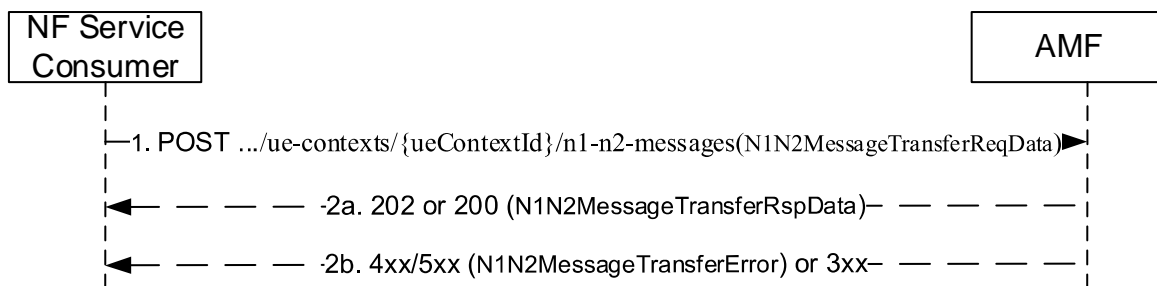 NF Service
Consumer
AMF
1. POST .../ue-contexts/{ueContextId}/n1-n2-messages(N1N2MessageTransferReqData)
2a. 202 or 200 (N1N2MessageTransferRspData)
2b. 4xx/5xx (N1N2MessageTransferError) or 3xx